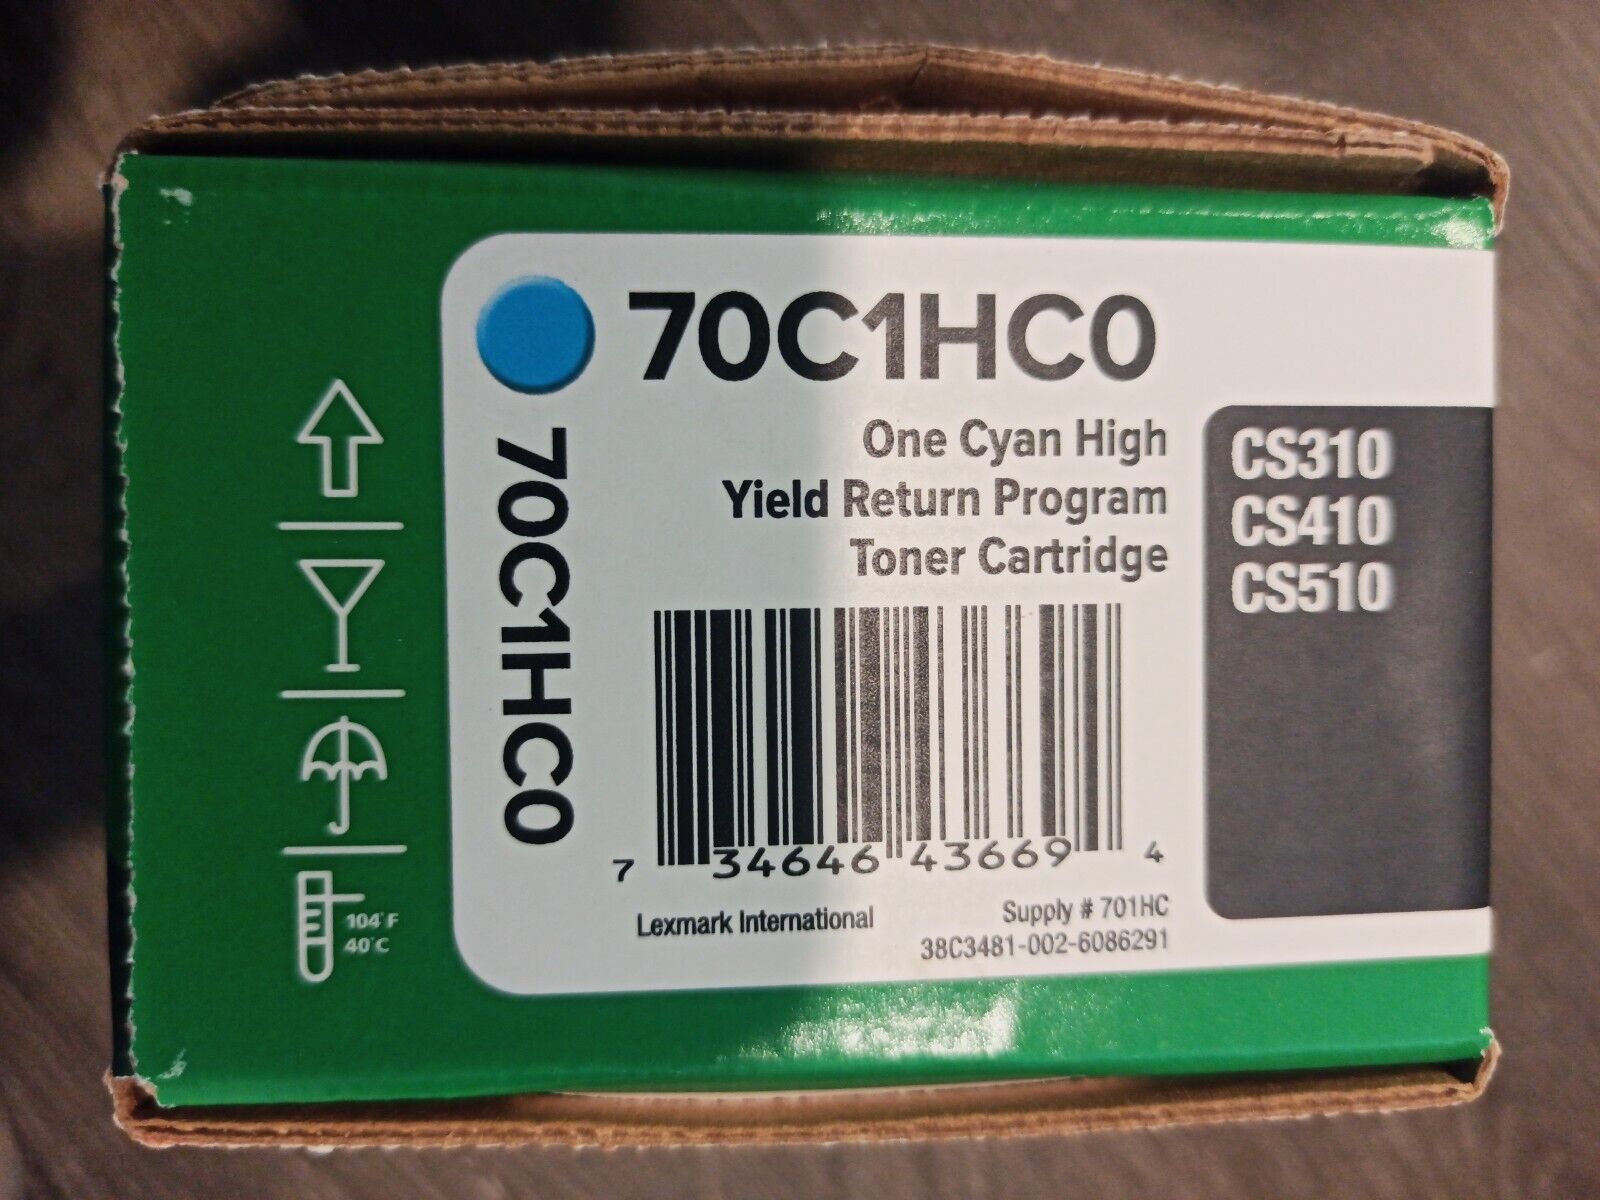 70C1HC0
70C1HC0
One Cyan High
Yield Return Program
Toner Cartridge
CS310
CS410
CS510
7 34646 43669 4
Lexmark International
Supply # 701HC
38C3481-002-6086291
104°F
40°C